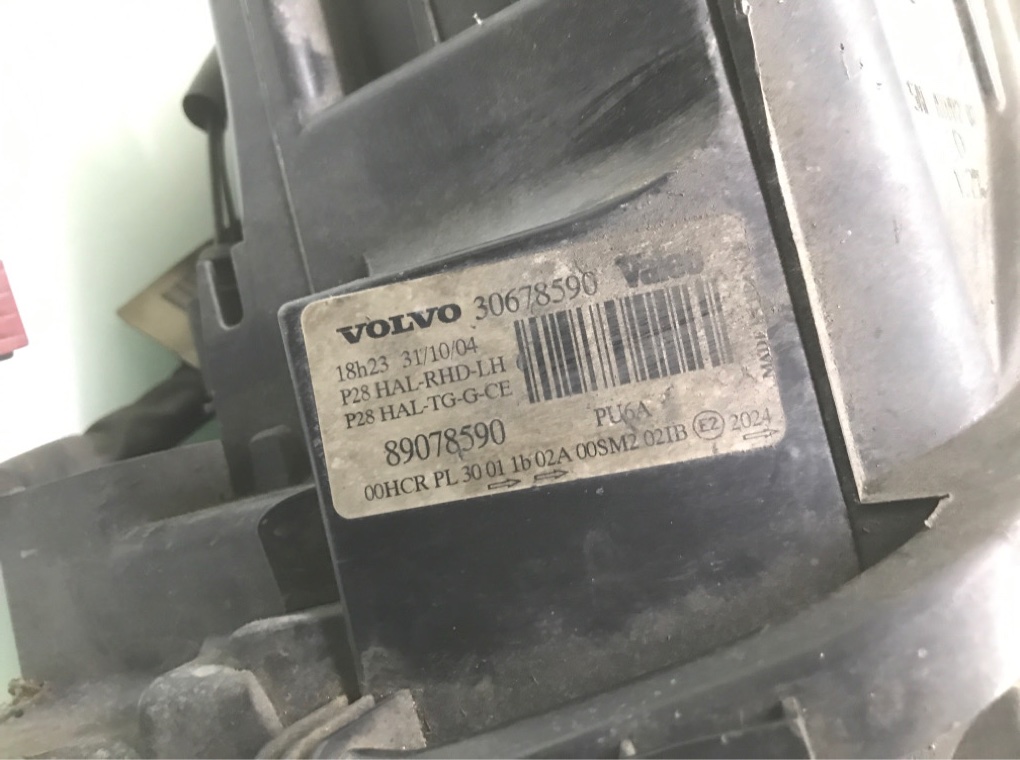 VOLVO 30678590 Valeo
18h23 31/10/04
P28 HAL-RHD-LH
P28 HAL-TG-G-CE
89078590 PU6A
00HCR PL 30 01 1b 02A 00SM2 02IB E2 2024
MADE